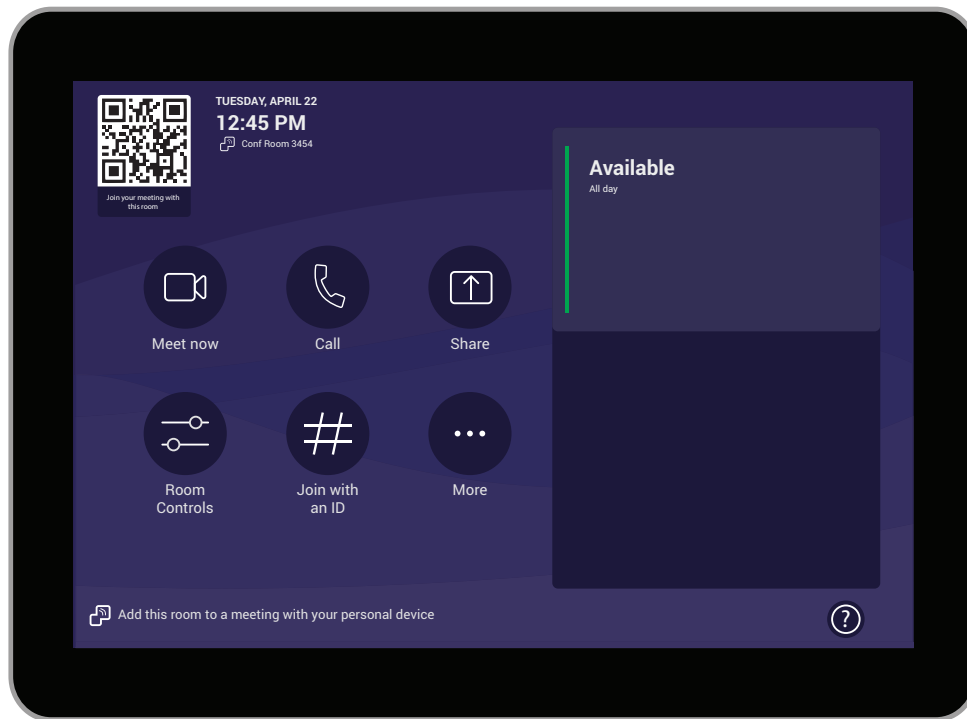 TUESDAY, APRIL 22
12:45 PM
Conf Room 3454
Join your meeting with
this room
Available
All day
Meet now
Call
Share
Room
Controls
Join with
an ID
More
Add this room to a meeting with your personal device
?